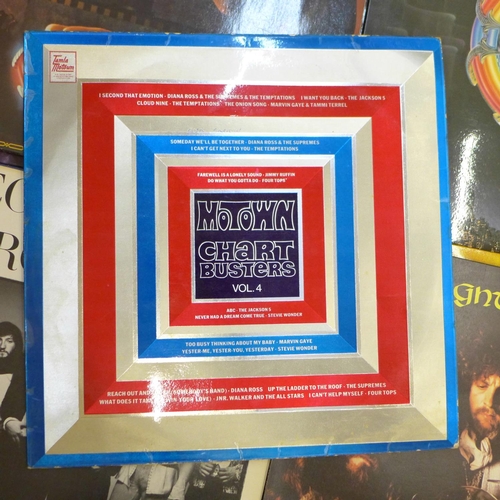 Tamla Motown
I SECOND THAT EMOTION - DIANA ROSS & THE SUPREMES & THE TEMPTATIONS   I WANT YOU BACK - THE JACKSON 5
CLOUD NINE - THE TEMPTATIONS   THE ONION SONG - MARVIN GAYE & TAMMI TERREL
SOMEDAY WE'LL BE TOGETHER - DIANA ROSS & THE SUPREMES
I CAN'T GET NEXT TO YOU - THE TEMPTATIONS
FAREWELL IS A LONELY SOUND - JIMMY RUFFIN
DO WHAT YOU GOTTA DO - FOUR TOPS
MOTOWN
CHARTBUSTERS
VOL. 4
ABC - THE JACKSON 5
NEVER HAD A DREAM COME TRUE - STEVIE WONDER
TOO BUSY THINKING ABOUT MY BABY - MARVIN GAYE
YESTER-ME, YESTER-YOU, YESTERDAY - STEVIE WONDER
REACH OUT AND SOMEBODY'S HAND) - DIANA ROSS   UP THE LADDER TO THE ROOF - THE SUPREMES
WHAT DOES IT TAKE WIN YOUR LOVE) - JNR. WALKER AND THE ALL STARS   I CAN'T HELP MYSELF - FOUR TOPS